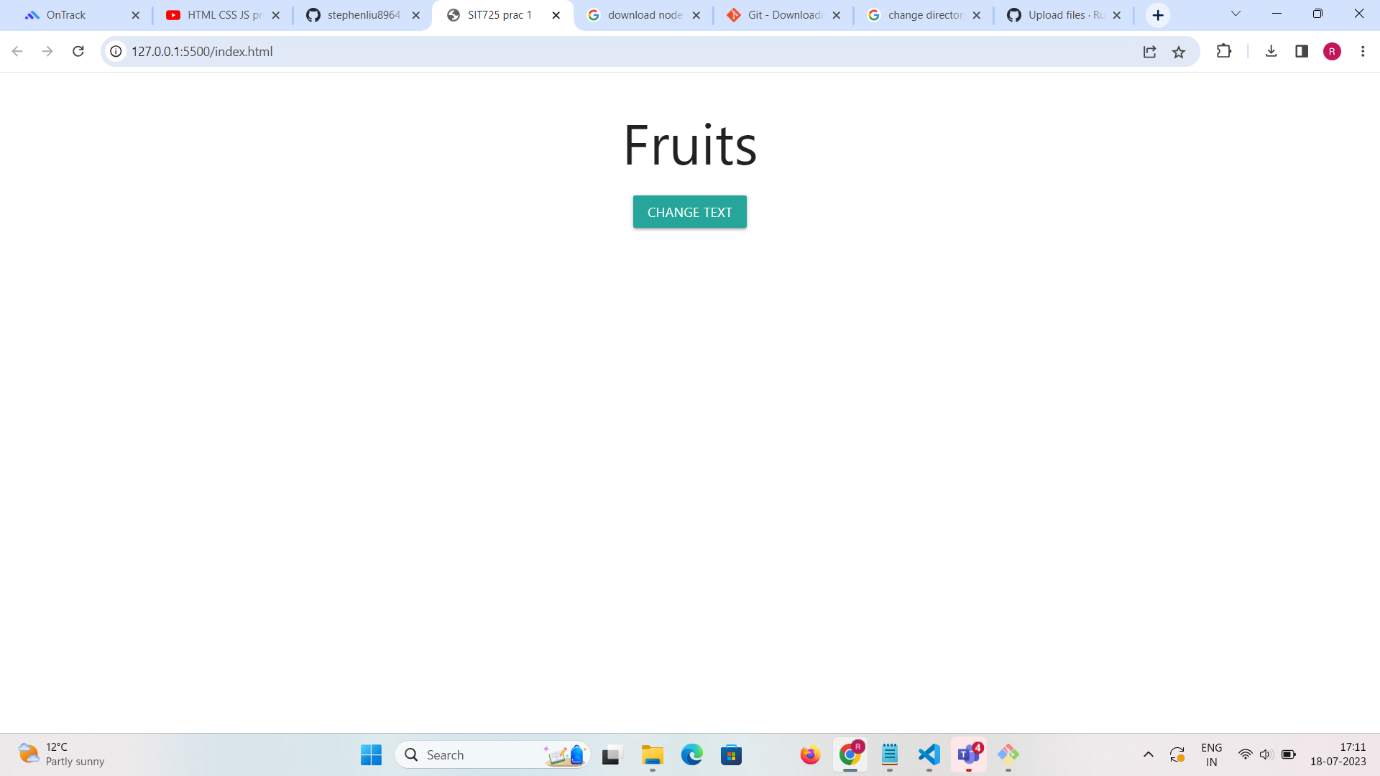 OnTrack
HTML CSS JS pr
stephenliu8964
SIT725 prac 1
download node
Git - Downloadi
change director
Upload files · Ru
127.0.0.1:5500/index.html
R
Fruits
CHANGE TEXT
12°C
Partly sunny
Search
R
4
ENG
IN
17:11
18-07-2023